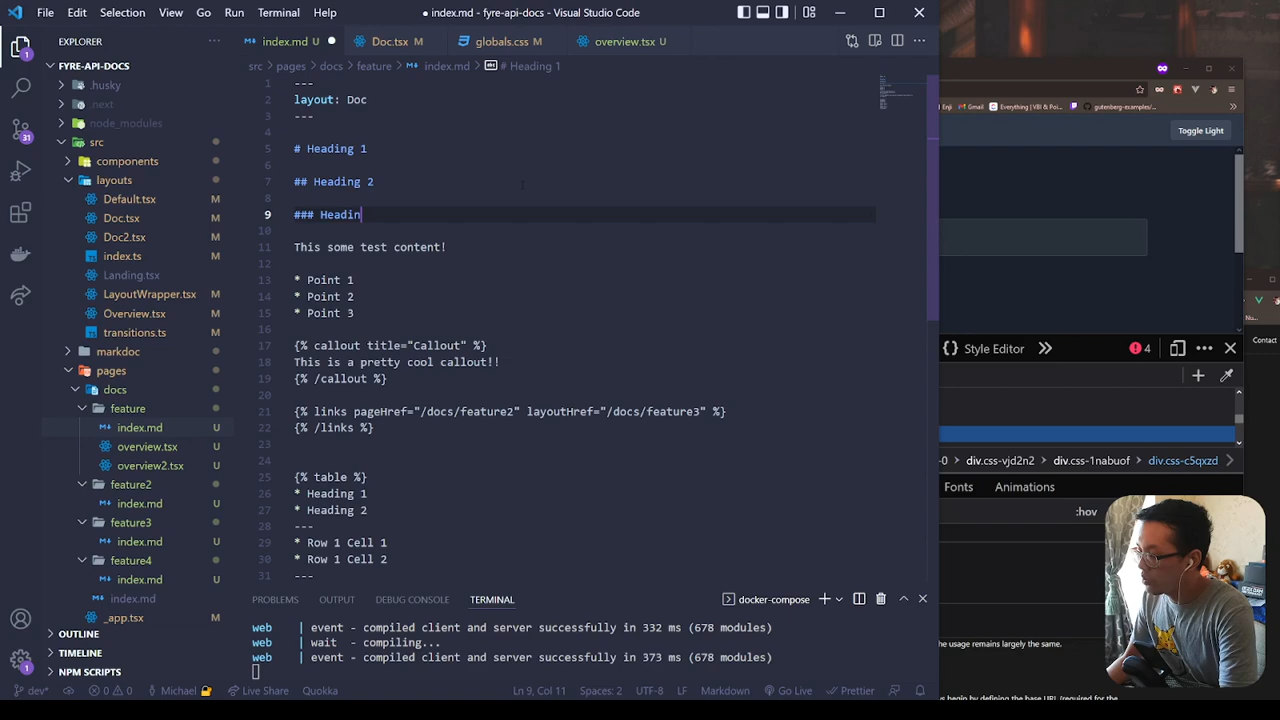 File Edit Selection View Go Run Terminal Help
● index.md - fyre-api-docs - Visual Studio Code
EXPLORER
FYRE-API-DOCS
.husky
.next
node_modules
src
components
layouts
Default.tsx
Doc.tsx M
Doc2.tsx M
index.ts M
Landing.tsx
LayoutWrapper.tsx M
Overview.tsx M
transitions.ts M
markdoc
pages
docs
feature
index.md U
overview.tsx U
overview2.tsx U
feature2
index.md U
feature3
index.md U
feature4
index.md U
index.md
_app.tsx M
OUTLINE
TIMELINE
NPM SCRIPTS
index.md U Doc.tsx M globals.css M overview.tsx U
src > pages > docs > feature > index.md > # Heading 1
1 ---
2 layout: Doc
3 ---
4
5 # Heading 1
6
7 ## Heading 2
8
9 ### Headin
10
11 This some test content!
12
13 * Point 1
14 * Point 2
15 * Point 3
16
17 {% callout title="Callout" %}
18 This is a pretty cool callout!!
19 {% /callout %}
20
21 {% links pageHref="/docs/feature2" layoutHref="/docs/feature3" %}
22 {% /links %}
23
24
25 {% table %}
26 * Heading 1
27 * Heading 2
28 ---
29 * Row 1 Cell 1
30 * Row 1 Cell 2
31 ---
PROBLEMS OUTPUT DEBUG CONSOLE TERMINAL
docker-compose
web | event - compiled client and server successfully in 332 ms (678 modules)
web | wait - compiling...
web | event - compiled client and server successfully in 373 ms (678 modules)
1
31
1
dev* 0 0 Michael Live Share Quokka
Ln 9, Col 11 Spaces: 2 UTF-8 LF Markdown Go Live Prettier
Enji Gmail Everything | VBI & Poi... gutenberg-examples/...
Toggle Light
Nu...
Contact
{} Style Editor 4
div.css-vjd2n2 > div.css-1nabuof > div.css-c5qxzd
Fonts Animations
:hov
the usage remains largely the same.
s begin by defining the base URL (required for the